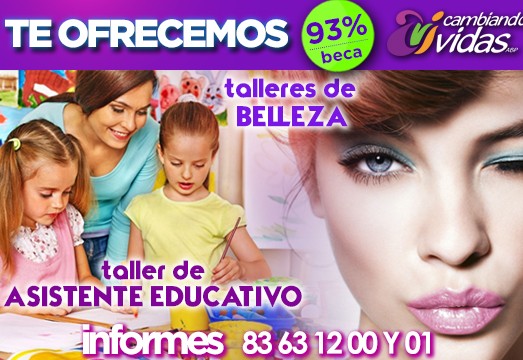 TE OFRECEMOS
93%
beca
cambiando
vidas A.B.P.
talleres de
BELLEZA
taller de
ASISTENTE EDUCATIVO
informes 83 63 12 00 Y 01